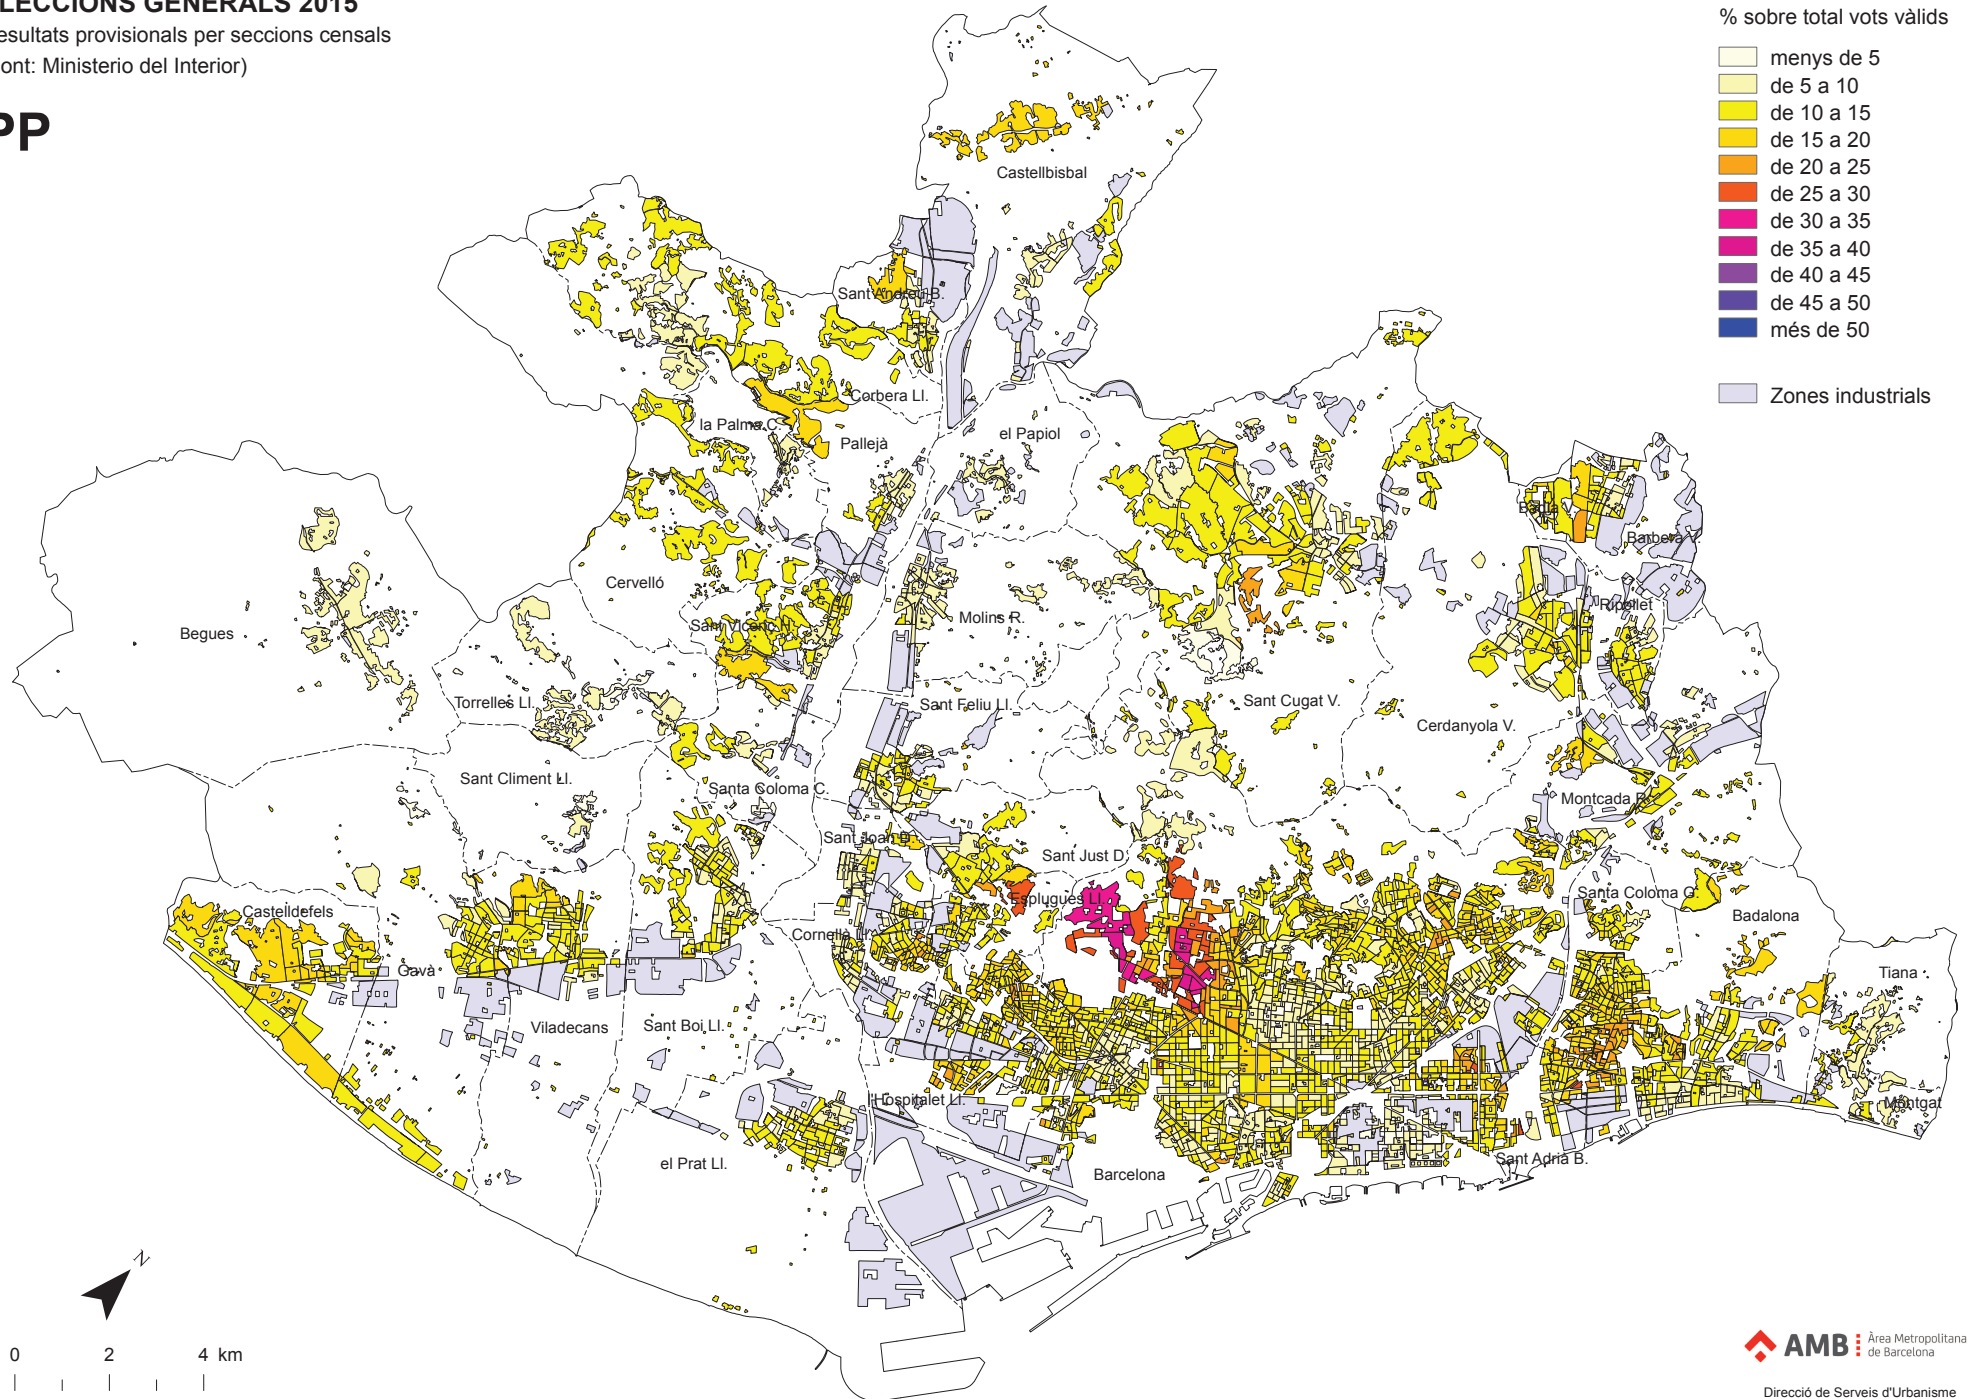 LECCIONS GENERALS 2015
esultats provisionals per seccions censals
ont: Ministerio del Interior)
PP
% sobre total vots vàlids
menys de 5
de 5 a 10
de 10 a 15
de 15 a 20
de 20 a 25
de 25 a 30
de 30 a 35
de 35 a 40
de 40 a 45
de 45 a 50
més de 50
Zones industrials
Castellbisbal
Sant Andreu B.
Corbera Ll.
la Palma C.
Pallejà
el Papiol
Badia V.
Barberà V.
Cervelló
Ripollet
Sant Vicenç H.
Molins R.
Begues
Torrelles Ll.
Sant Feliu Ll.
Sant Cugat V.
Cerdanyola V.
Sant Climent Ll.
Santa Coloma C.
Montcada R.
Sant Joan D.
Sant Just D.
Esplugues Ll.
Santa Coloma G.
Castelldefels
Badalona
Cornellà Ll.
Gavà
Tiana
Viladecans
Sant Boi Ll.
l'Hospitalet Ll.
Montgat
el Prat Ll.
Barcelona
Sant Adrià B.
N
0 2 4 km
AMB Àrea Metropolitana
de Barcelona
Direcció de Serveis d'Urbanisme